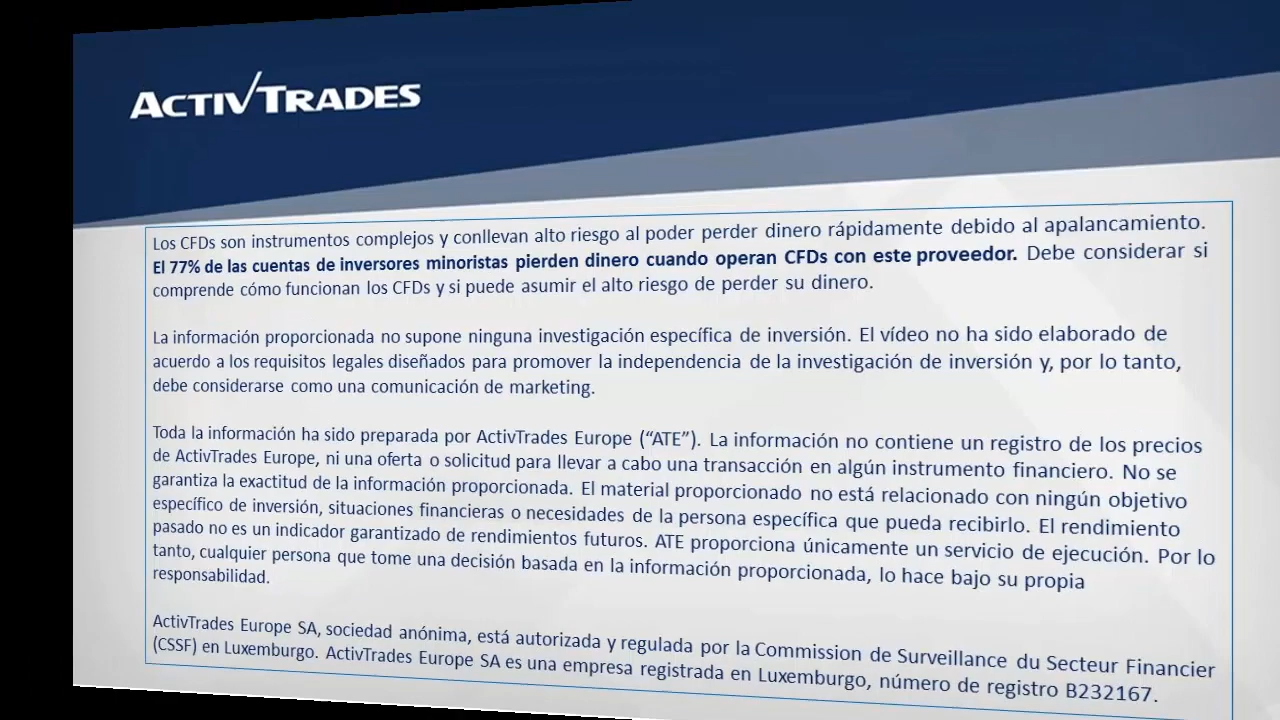 ACTIVTRADES
Los CFDs son instrumentos complejos y conllevan alto riesgo al poder perder dinero rápidamente debido al apalancamiento.
El 77% de las cuentas de inversores minoristas pierden dinero cuando operan CFDs con este proveedor. Debe considerar si
comprende cómo funcionan los CFDs y si puede asumir el alto riesgo de perder su dinero.
La información proporcionada no supone ninguna investigación específica de inversión. El vídeo no ha sido elaborado de
acuerdo a los requisitos legales diseñados para promover la independencia de la investigación de inversión y, por lo tanto,
debe considerarse como una comunicación de marketing.
Toda la información ha sido preparada por ActivTrades Europe (“ATE”). La información no contiene un registro de los precios
de ActivTrades Europe, ni una oferta o solicitud para llevar a cabo una transacción en algún instrumento financiero. No se
garantiza la exactitud de la información proporcionada. El material proporcionado no está relacionado con ningún objetivo
específico de inversión, situaciones financieras o necesidades de la persona específica que pueda recibirlo. El rendimiento
pasado no es un indicador garantizado de rendimientos futuros. ATE proporciona únicamente un servicio de ejecución. Por lo
tanto, cualquier persona que tome una decisión basada en la información proporcionada, lo hace bajo su propia
responsabilidad.
ActivTrades Europe SA, sociedad anónima, está autorizada y regulada por la Commission de Surveillance du Secteur Financier
(CSSF) en Luxemburgo. ActivTrades Europe SA es una empresa registrada en Luxemburgo, número de registro B232167.